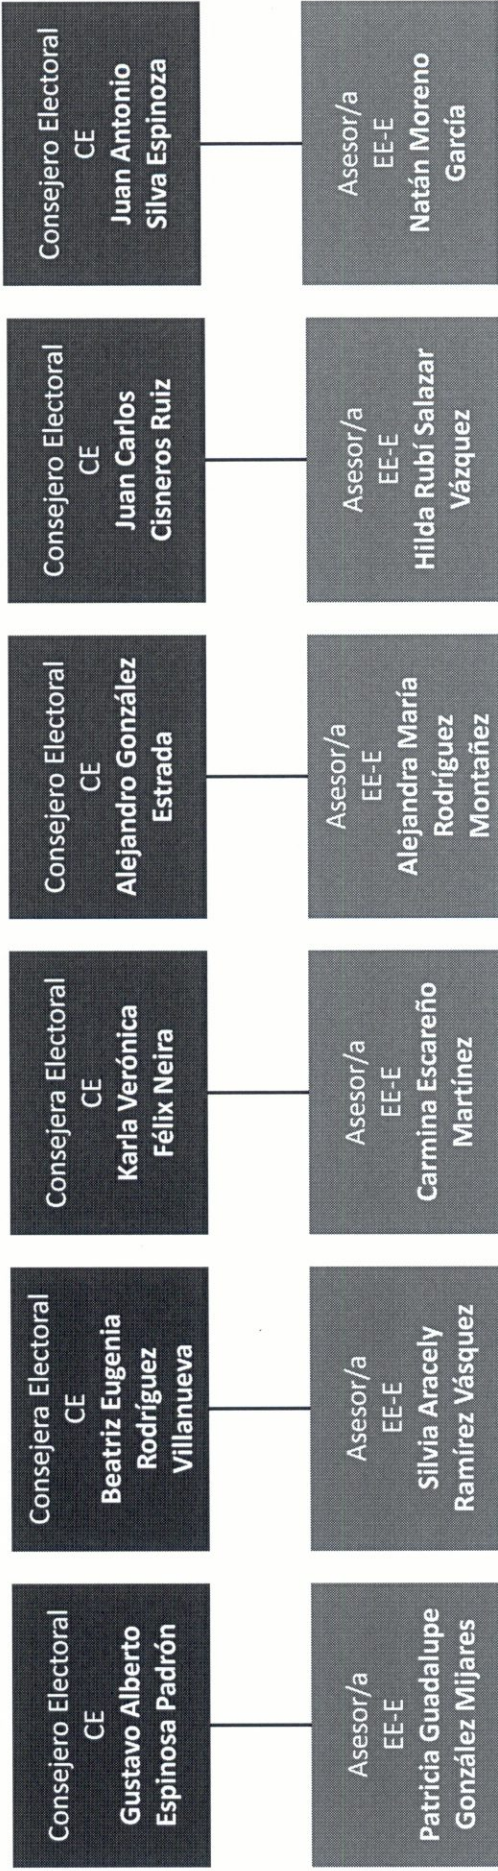 Consejero Electoral
CE
Gustavo Alberto
Espinosa Padrón
Consejera Electoral
CE
Beatriz Eugenia
Rodríguez
Villanueva
Consejera Electoral
CE
Karla Verónica
Félix Neira
Consejero Electoral
CE
Alejandro González
Estrada
Consejero Electoral
CE
Juan Carlos
Cisneros Ruiz
Consejero Electoral
CE
Juan Antonio
Silva Espinoza
Asesor/a
EE-E
Patricia Guadalupe
González Mijares
Asesor/a
EE-E
Silvia Aracely
Ramírez Vásquez
Asesor/a
EE-E
Carmina Escareño
Martínez
Asesor/a
EE-E
Alejandra María
Rodríguez
Montañez
Asesor/a
EE-E
Hilda Rubí Salazar
Vázquez
Asesor/a
EE-E
Natán Moreno
García